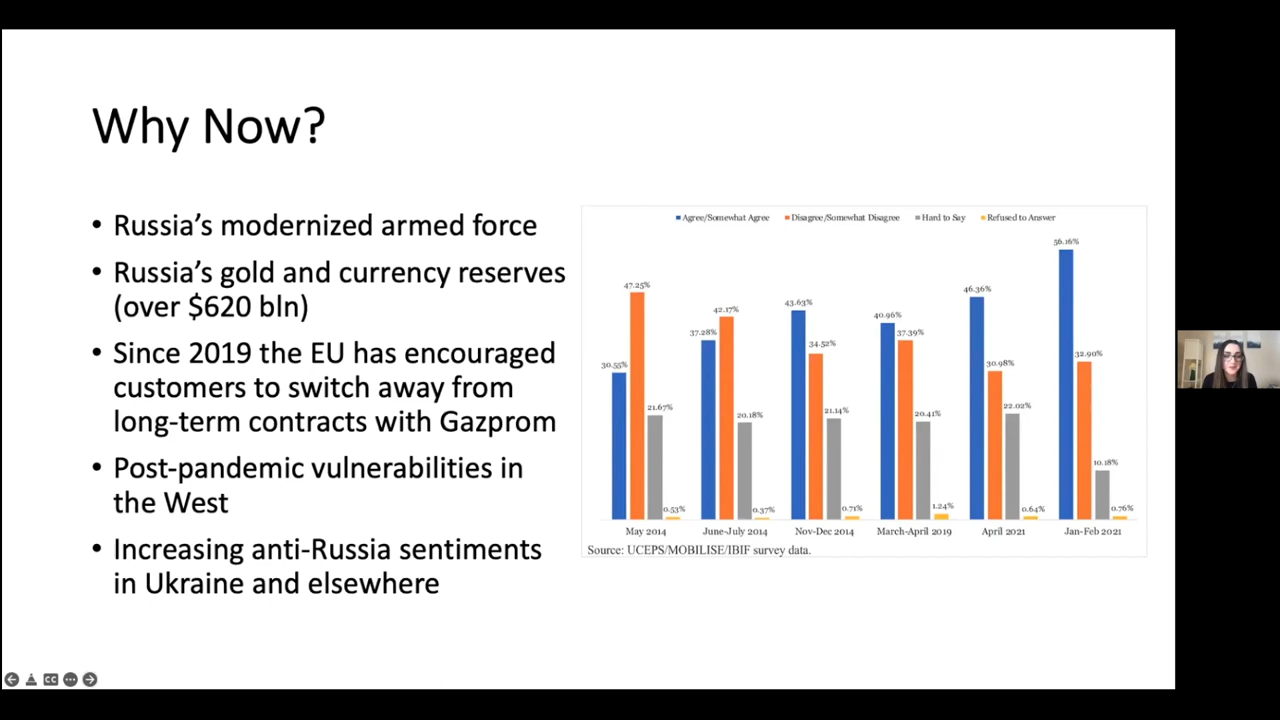 Why Now?
• Russia's modernized armed force
• Russia's gold and currency reserves
(over $620 bln)
• Since 2019 the EU has encouraged
customers to switch away from
long-term contracts with Gazprom
• Post-pandemic vulnerabilities in
the West
• Increasing anti-Russia sentiments
in Ukraine and elsewhere
Agree/Somewhat Agree Disagree/Somewhat Disagree Hard to Say Refused to Answer
30.55% 47.25% 21.67% 0.53%
37.28% 42.17% 20.18% 0.37%
43.63% 34.52% 21.14% 0.71%
40.96% 37.39% 20.41% 1.24%
46.36% 30.98% 22.02% 0.64%
56.16% 32.90% 10.18% 0.76%
May 2014 June-July 2014 Nov-Dec 2014 March-April 2019 April 2021 Jan-Feb 2021
Source: UCEPS/MOBILISE/IBIF survey data.
CC